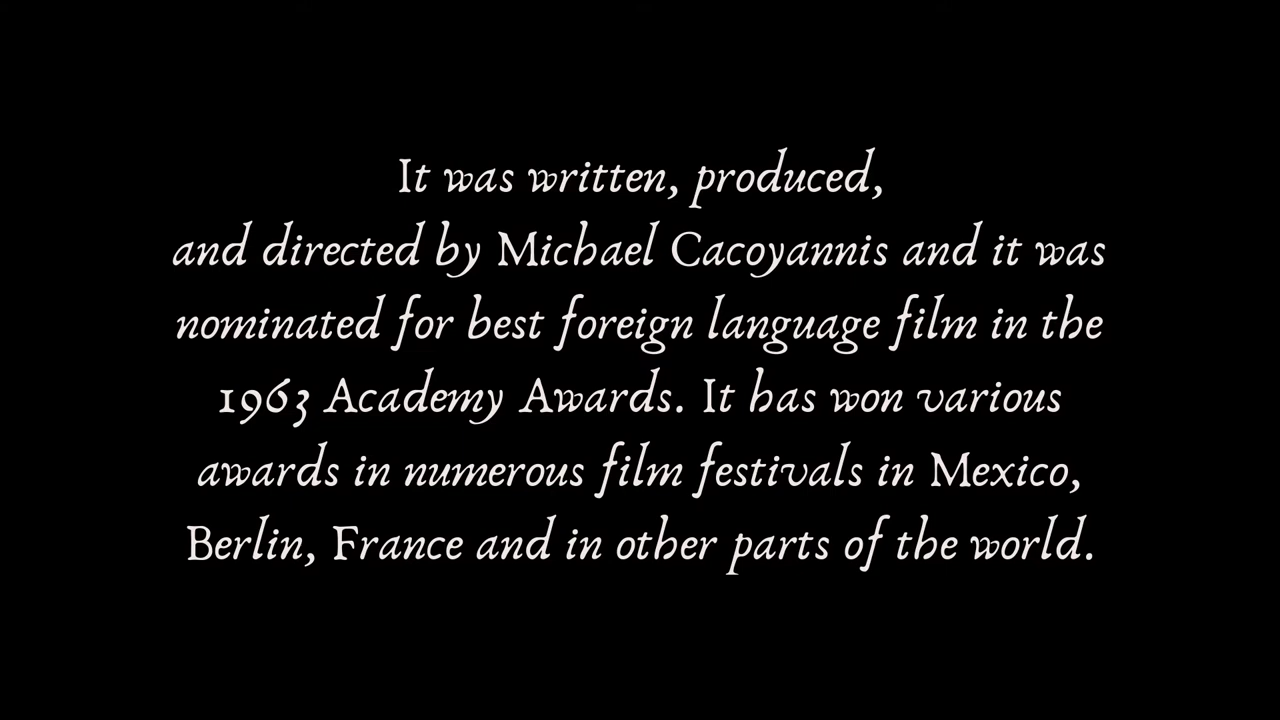 It was written, produced,
and directed by Michael Cacoyannis and it was
nominated for best foreign language film in the
1963 Academy Awards. It has won various
awards in numerous film festivals in Mexico,
Berlin, France and in other parts of the world.